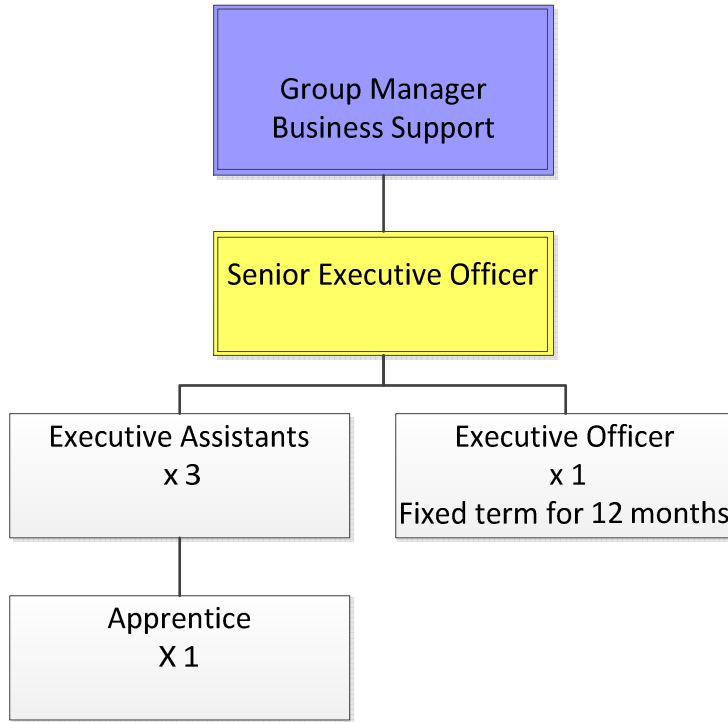 Group Manager
Business Support
Senior Executive Officer
Executive Assistants
x 3
Executive Officer
x 1
Fixed term for 12 months
Apprentice
X 1